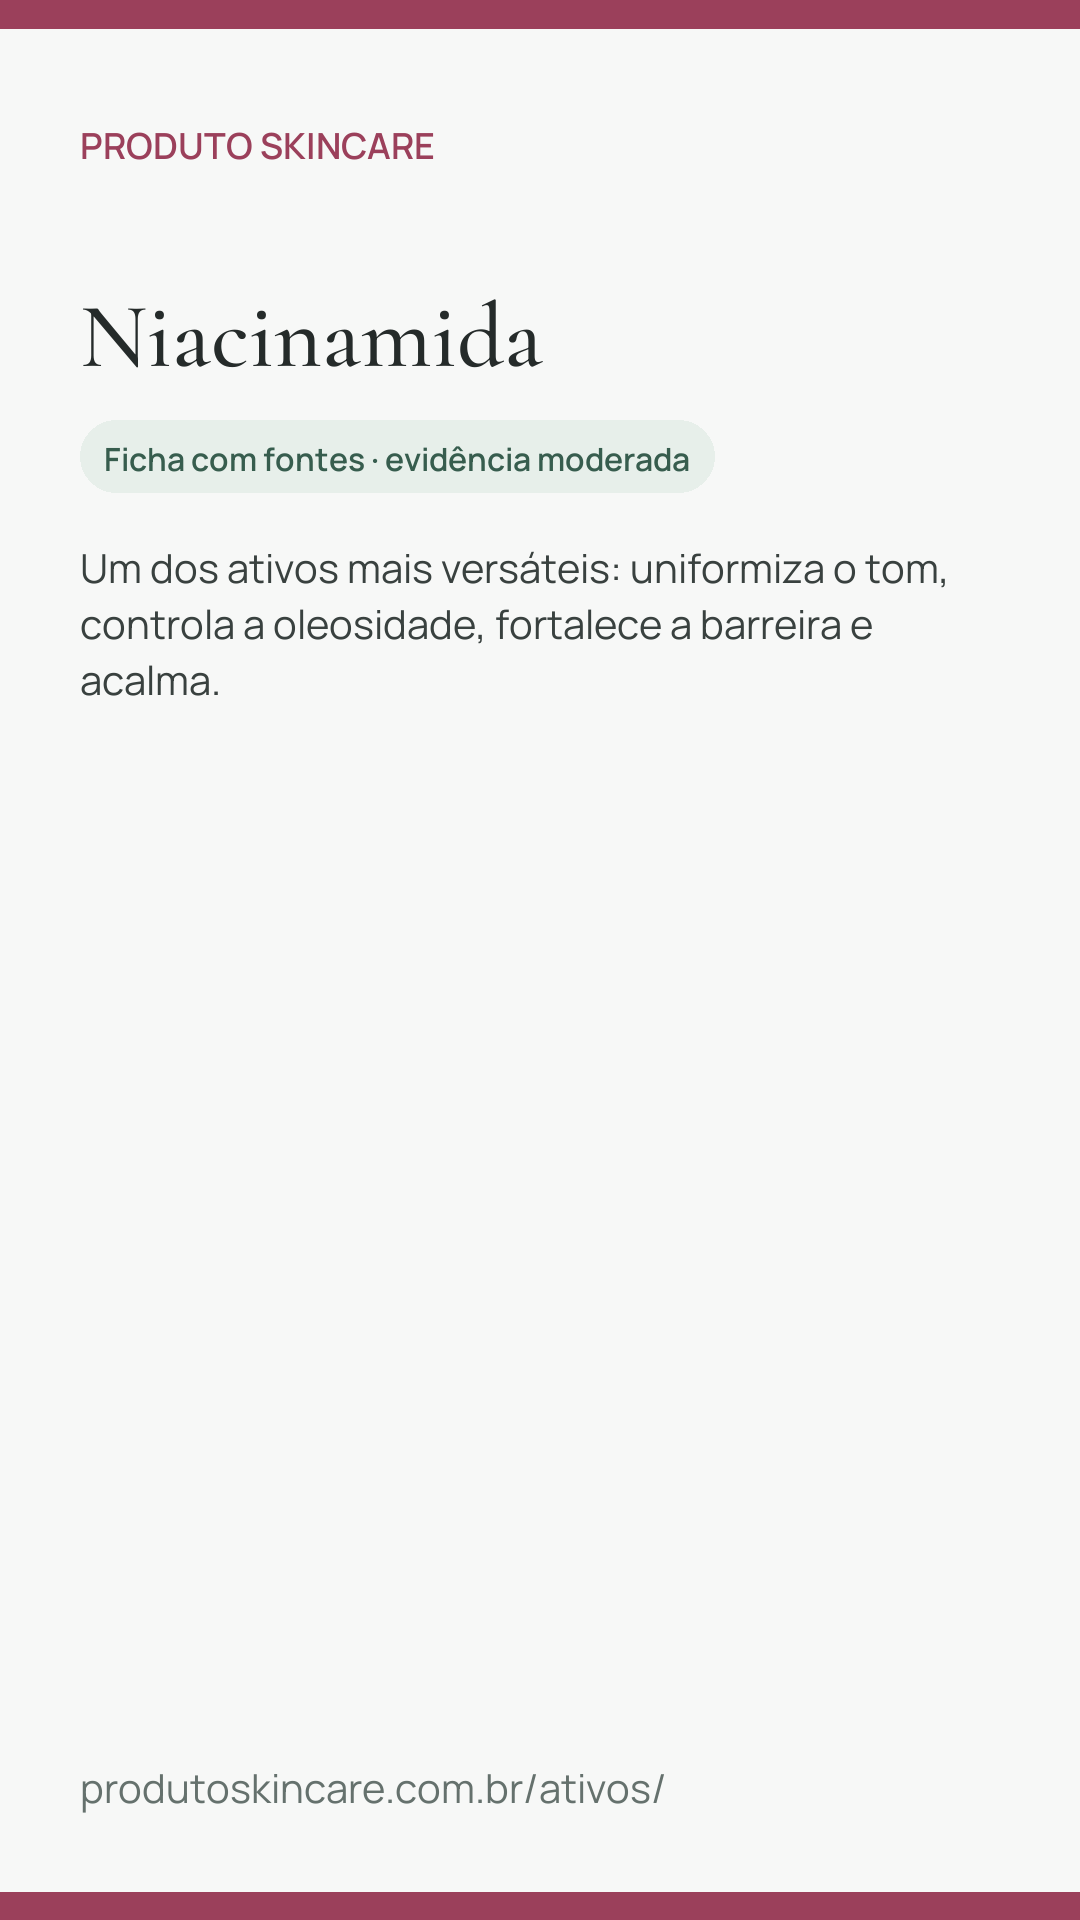 PRODUTO SKINCARE
Niacinamida
Ficha com fontes · evidência moderada
Um dos ativos mais versáteis: uniformiza o tom,
controla a oleosidade, fortalece a barreira e
acalma.
produtoskincare.com.br/ativos/